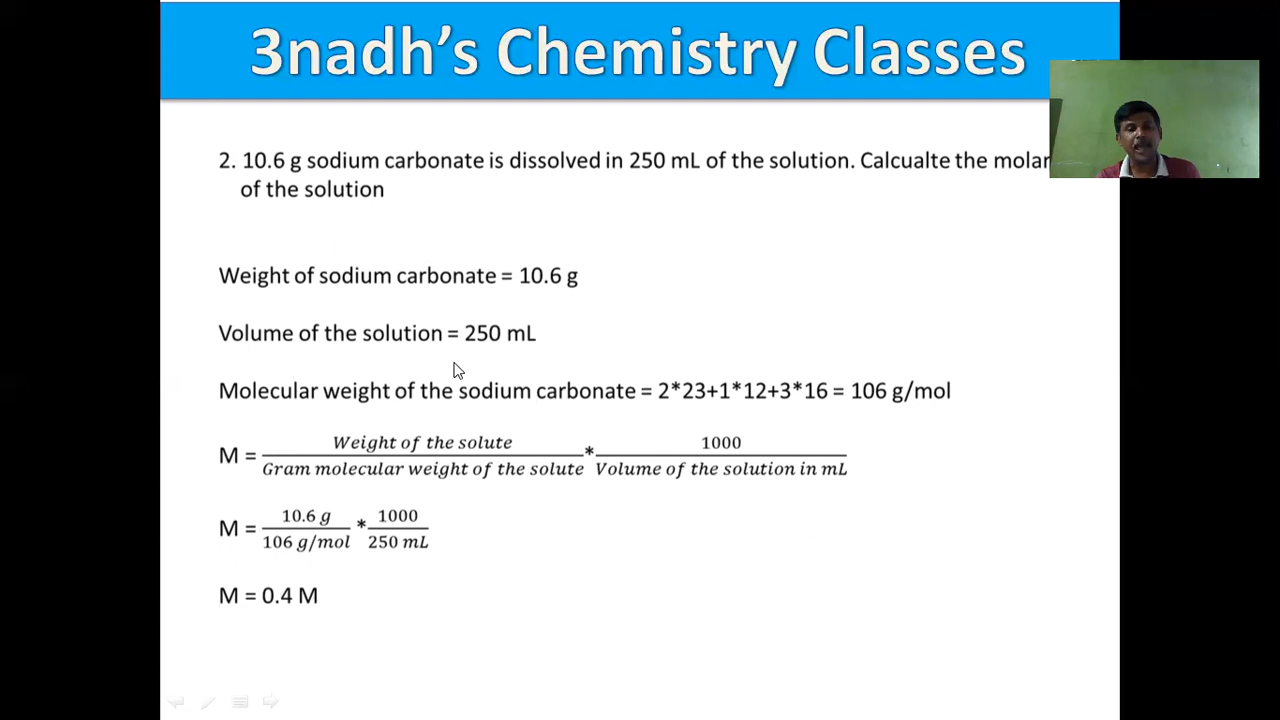 3nadh's Chemistry Classes
2. 10.6 g sodium carbonate is dissolved in 250 mL of the solution. Calcualte the
of the solution
Weight of sodium carbonate = 10.6 g
Volume of the solution = 250 mL
Molecular weight of the sodium carbonate = 2*23+1*12+3*16 = 106 g/mol
M = Weight of the solute / Gram molecular weight of the solute * 1000 / Volume of the solution in mL
M = 10.6 g / 106 g/mol * 1000 / 250 mL
M = 0.4 M